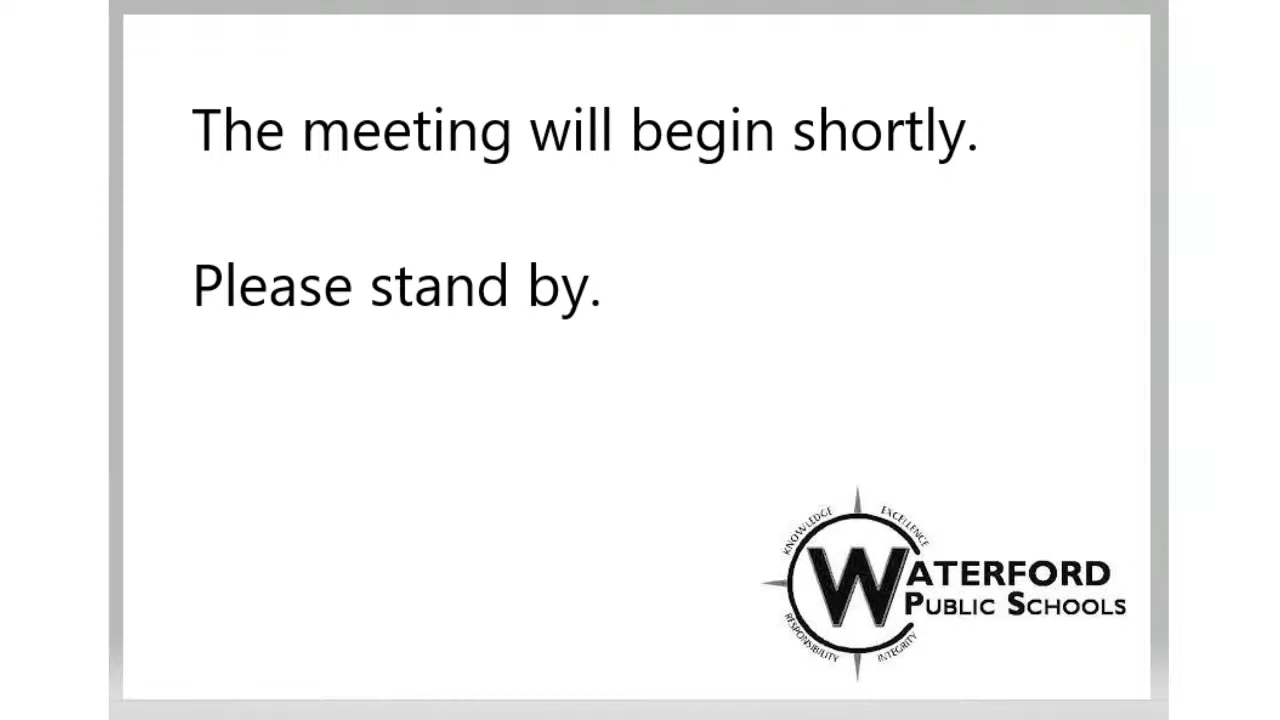 The meeting will begin shortly.
Please stand by.
KNOWLEDGE
EXCELLENCE
WATERFORD
PUBLIC SCHOOLS
RESPONSIBILITY
INTEGRITY